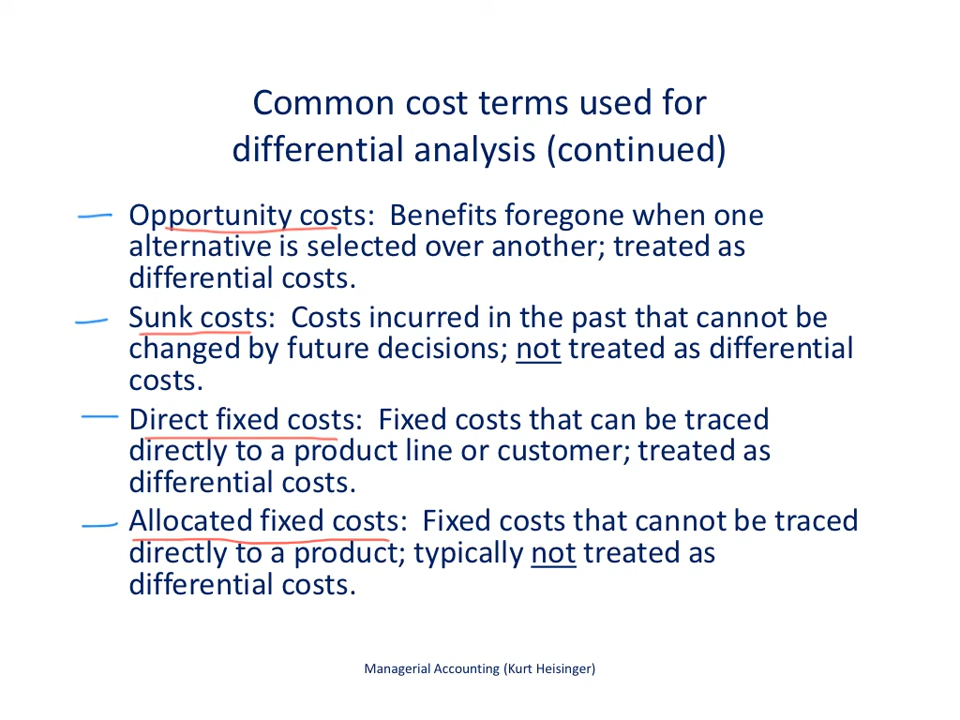 Common cost terms used for
differential analysis (continued)
Opportunity costs:  Benefits foregone when one
alternative is selected over another; treated as
differential costs.
Sunk costs:  Costs incurred in the past that cannot be
changed by future decisions; not treated as differential
costs.
Direct fixed costs:  Fixed costs that can be traced
directly to a product line or customer; treated as
differential costs.
Allocated fixed costs:  Fixed costs that cannot be traced
directly to a product; typically not treated as
differential costs.
Managerial Accounting (Kurt Heisinger)